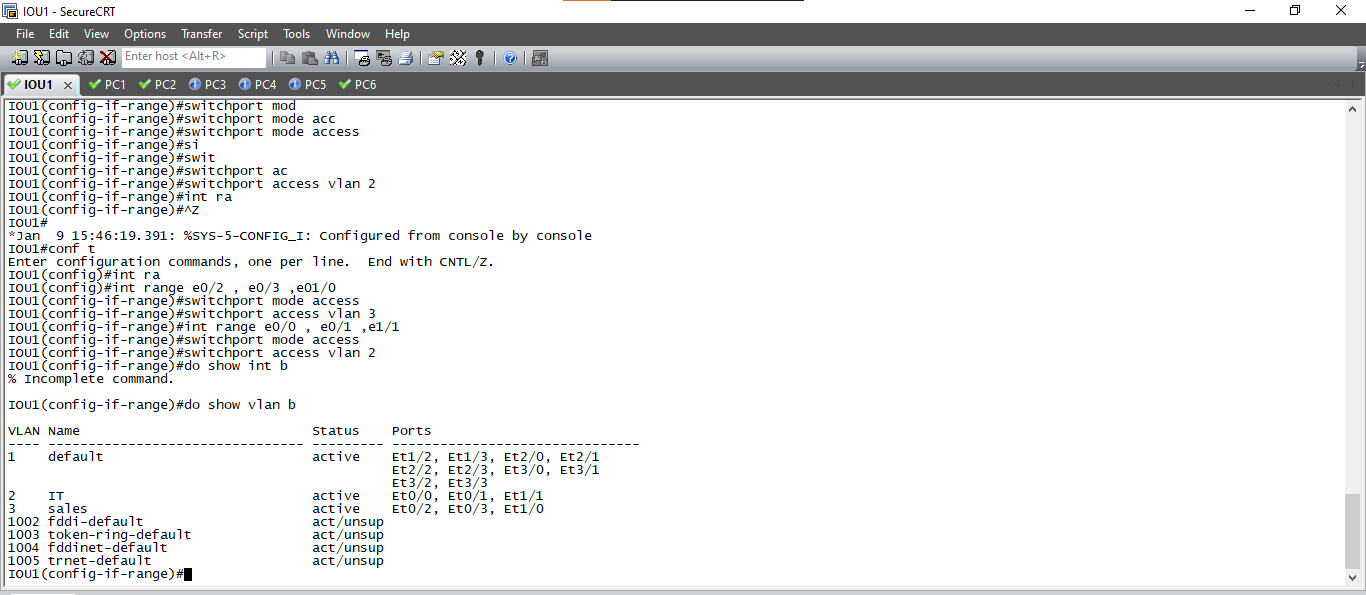 IOU1 - SecureCRT
File Edit View Options Transfer Script Tools Window Help
Enter host <Alt+R>
IOU1 PC1 PC2 PC3 PC4 PC5 PC6
IOU1(config-if-range)#switchport mod
IOU1(config-if-range)#switchport mode acc
IOU1(config-if-range)#switchport mode access
IOU1(config-if-range)#si
IOU1(config-if-range)#swit
IOU1(config-if-range)#switchport ac
IOU1(config-if-range)#switchport access vlan 2
IOU1(config-if-range)#int ra
IOU1(config-if-range)#^Z
IOU1#
*Jan  9 15:46:19.391: %SYS-5-CONFIG_I: Configured from console by console
IOU1#conf t
Enter configuration commands, one per line.  End with CNTL/Z.
IOU1(config)#int ra
IOU1(config)#int range e0/2 , e0/3 ,e01/0
IOU1(config-if-range)#switchport mode access
IOU1(config-if-range)#switchport access vlan 3
IOU1(config-if-range)#int range e0/0 , e0/1 ,e1/1
IOU1(config-if-range)#switchport mode access
IOU1(config-if-range)#switchport access vlan 2
IOU1(config-if-range)#do show int b
% Incomplete command.
IOU1(config-if-range)#do show vlan b
VLAN Name                             Status    Ports
---- -------------------------------- --------- -------------------------------
1    default                          active    Et1/2, Et1/3, Et2/0, Et2/1
                                                Et2/2, Et2/3, Et3/0, Et3/1
                                                Et3/2, Et3/3
2    IT                               active    Et0/0, Et0/1, Et1/1
3    sales                            active    Et0/2, Et0/3, Et1/0
1002 fddi-default                     act/unsup
1003 token-ring-default               act/unsup
1004 fddinet-default                  act/unsup
1005 trnet-default                    act/unsup
IOU1(config-if-range)#